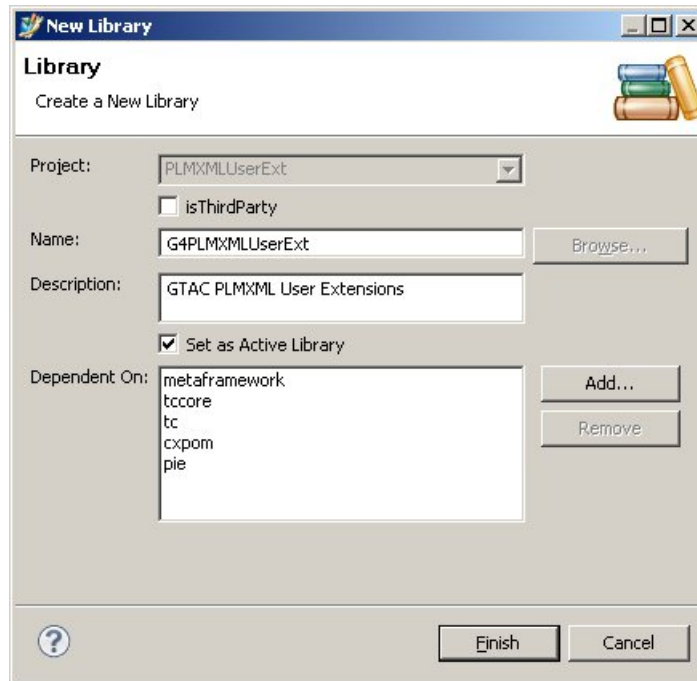 New Library
Library
Create a New Library
Project: PLMXMLUserExt
isThirdParty
Name: G4PLMXMLUserExt Browse...
Description: GTAC PLMXML User Extensions
Set as Active Library
Dependent On: metaframework Add...
tccore
tc Remove
cxpom
pie
? Finish Cancel